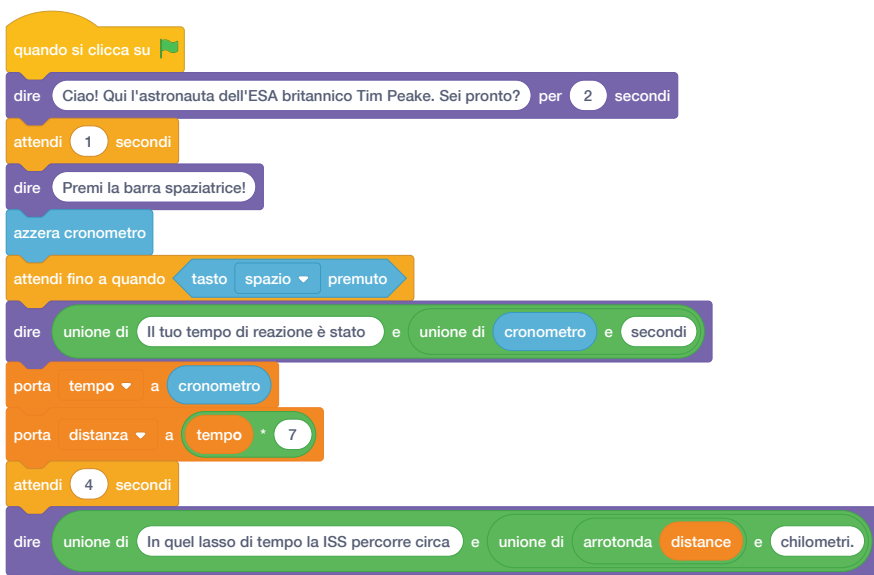 quando si clicca su
dire Ciao! Qui l'astronauta dell'ESA britannico Tim Peake. Sei pronto? per 2 secondi
attendi 1 secondi
dire Premi la barra spaziatrice!
azzera cronometro
attendi fino a quando tasto spazio premuto
dire unione di Il tuo tempo di reazione è stato e unione di cronometro e secondi
porta tempo a cronometro
porta distanza a tempo * 7
attendi 4 secondi
dire unione di In quel lasso di tempo la ISS percorre circa e unione di arrotonda distance e chilometri.